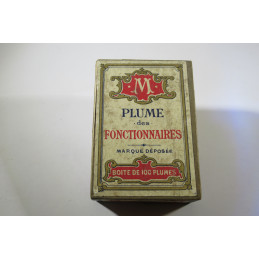 M
PLUME
des
FONCTIONNAIRES
MARQUE DÉPOSÉE
BOITE DE 100 PLUMES